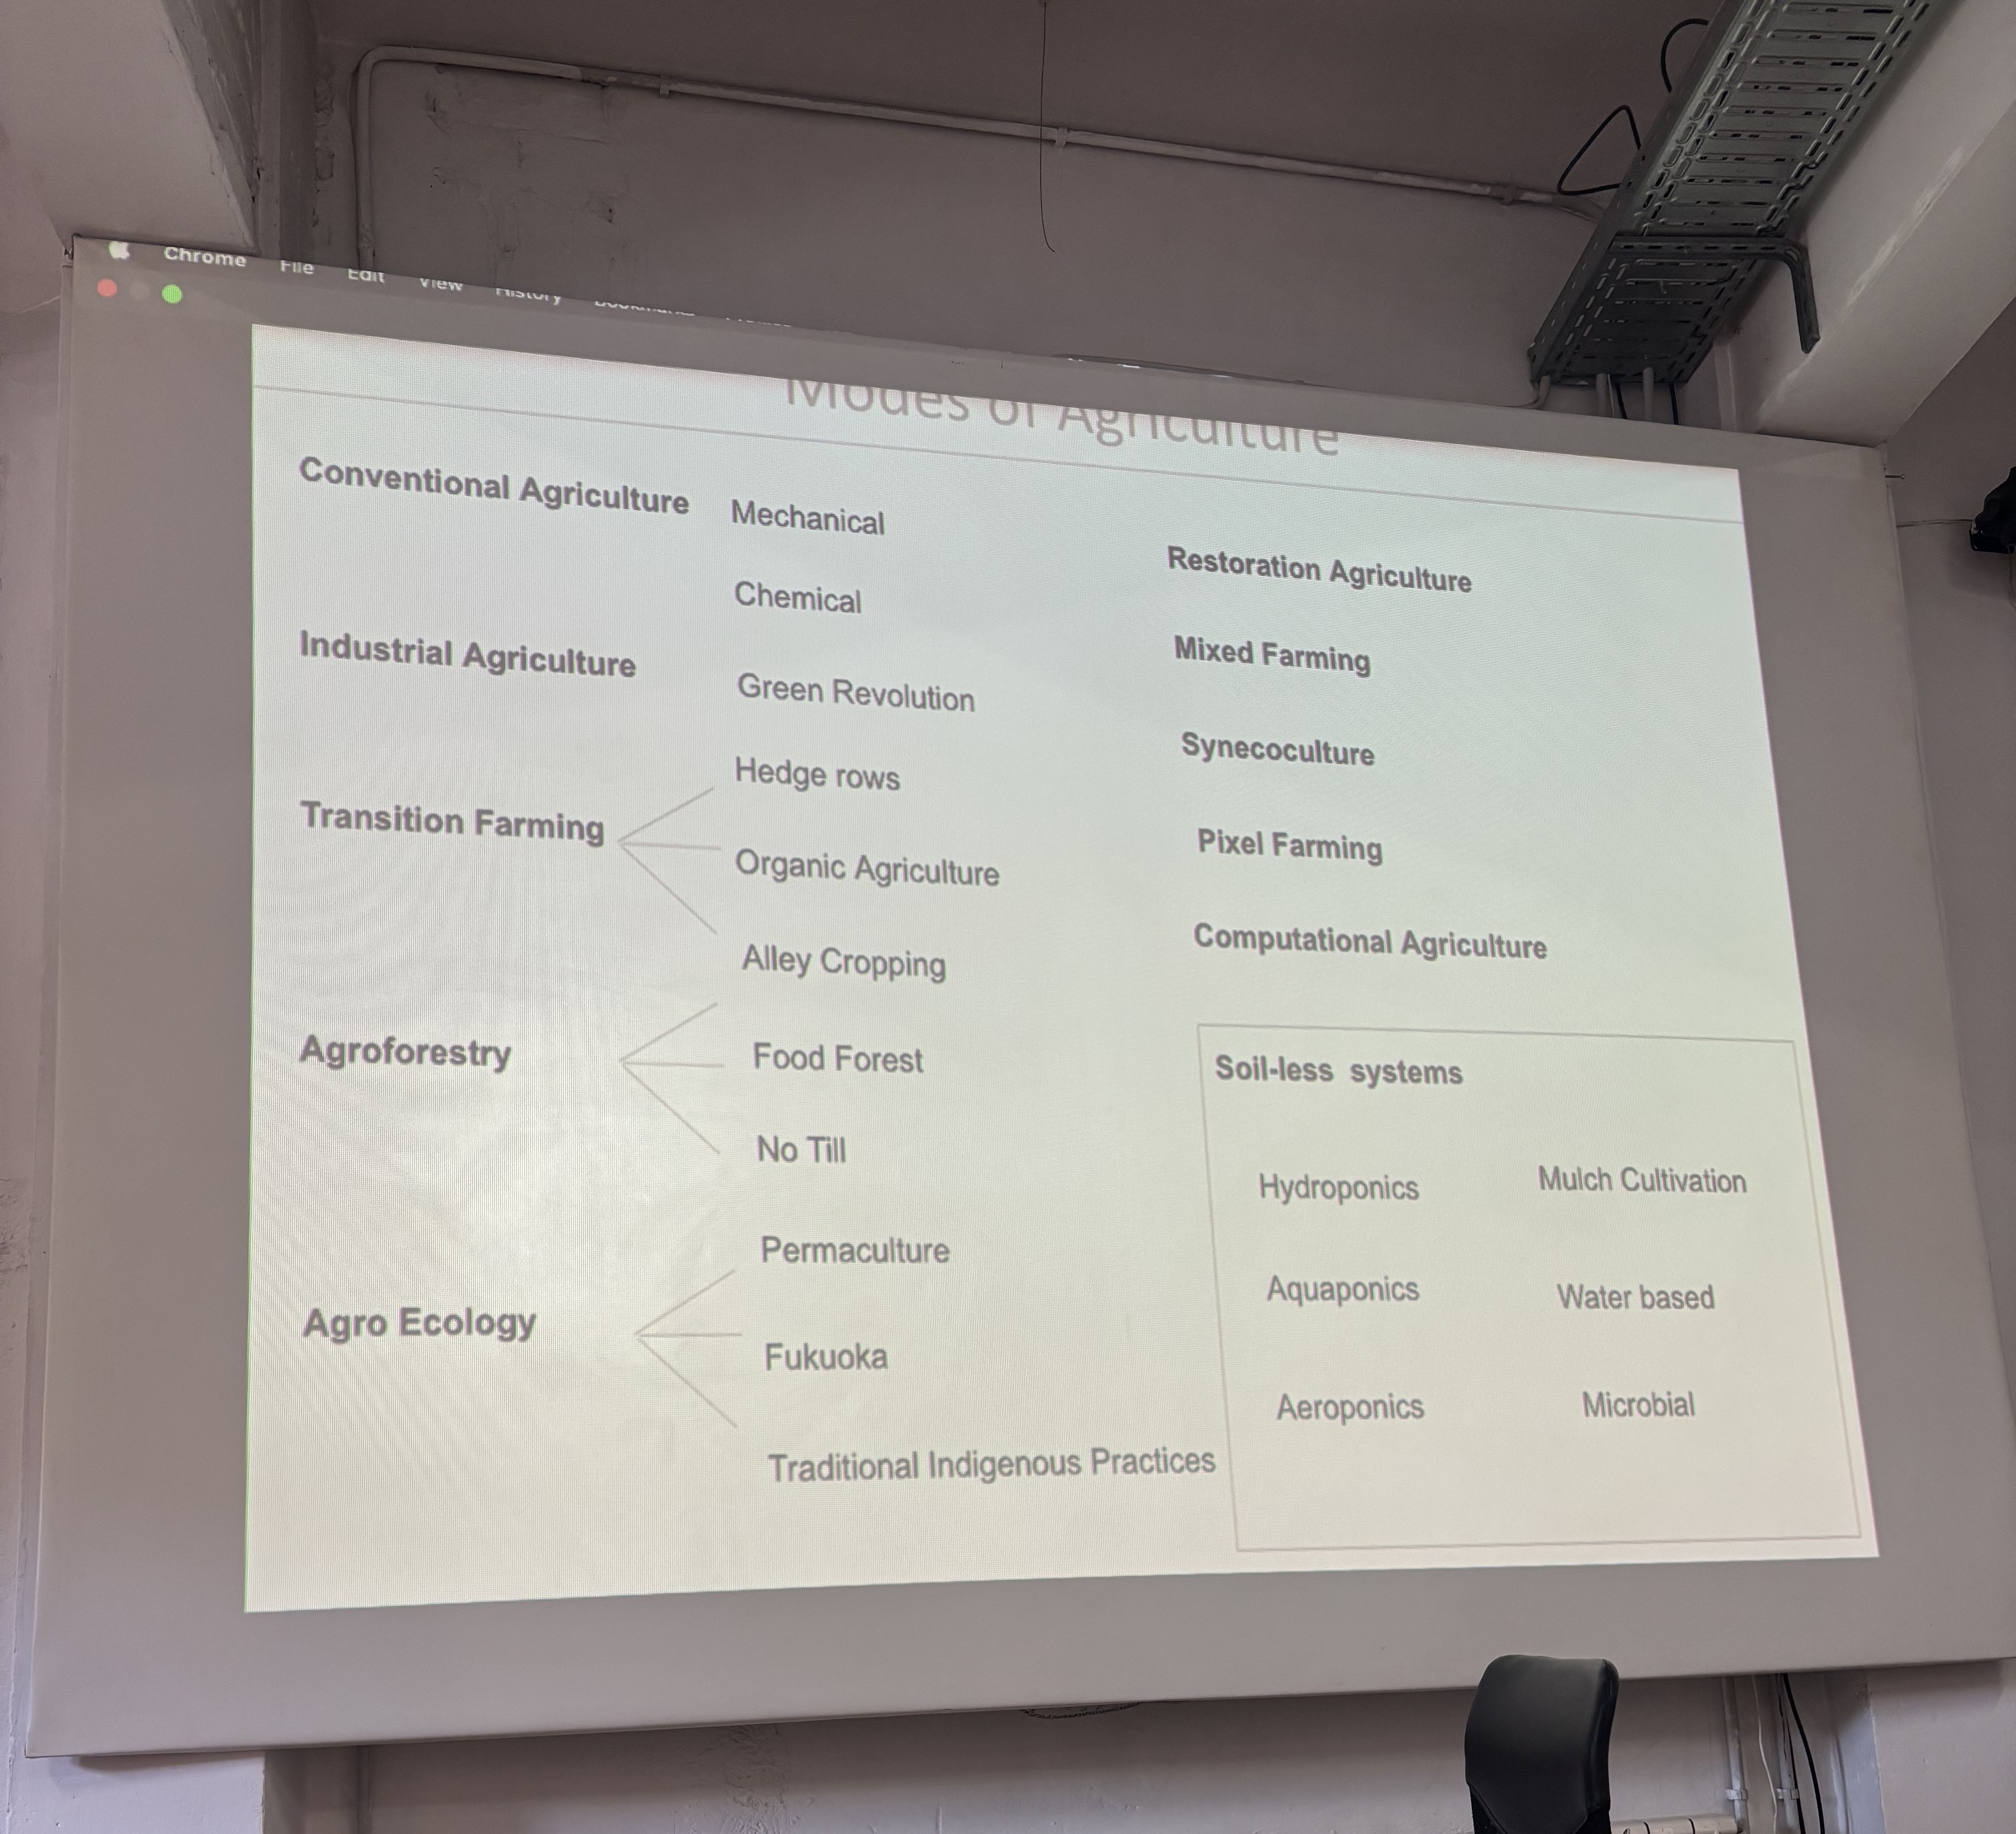 Chrome File Edit View History
Modes of Agriculture
Conventional Agriculture
Mechanical
Chemical
Industrial Agriculture
Green Revolution
Transition Farming
Hedge rows
Organic Agriculture
Alley Cropping
Agroforestry
Food Forest
No Till
Agro Ecology
Permaculture
Fukuoka
Traditional Indigenous Practices
Restoration Agriculture
Mixed Farming
Synecoculture
Pixel Farming
Computational Agriculture
Soil-less systems
Hydroponics
Mulch Cultivation
Aquaponics
Water based
Aeroponics
Microbial